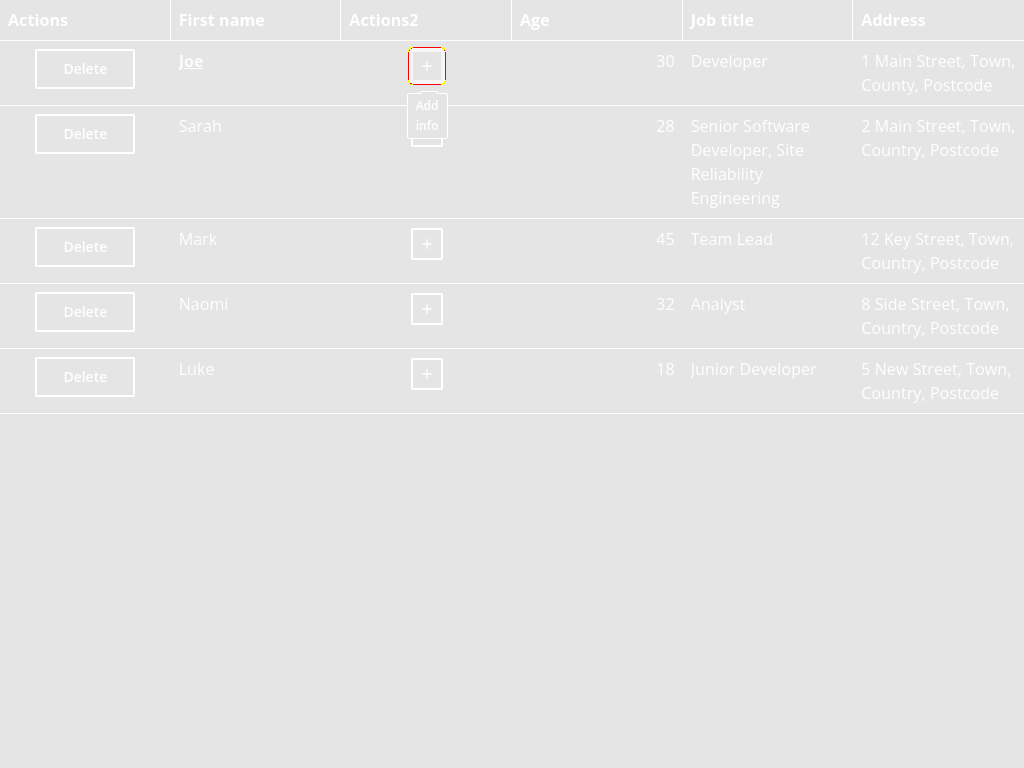 Actions First name Actions2 Age Job title Address
Delete Joe + 30 Developer 1 Main Street, Town,
County, Postcode
Add
info
Delete Sarah 28 Senior Software 2 Main Street, Town,
Developer, Site Country, Postcode
Reliability
Engineering
Delete Mark + 45 Team Lead 12 Key Street, Town,
Country, Postcode
Delete Naomi + 32 Analyst 8 Side Street, Town,
Country, Postcode
Delete Luke + 18 Junior Developer 5 New Street, Town,
Country, Postcode